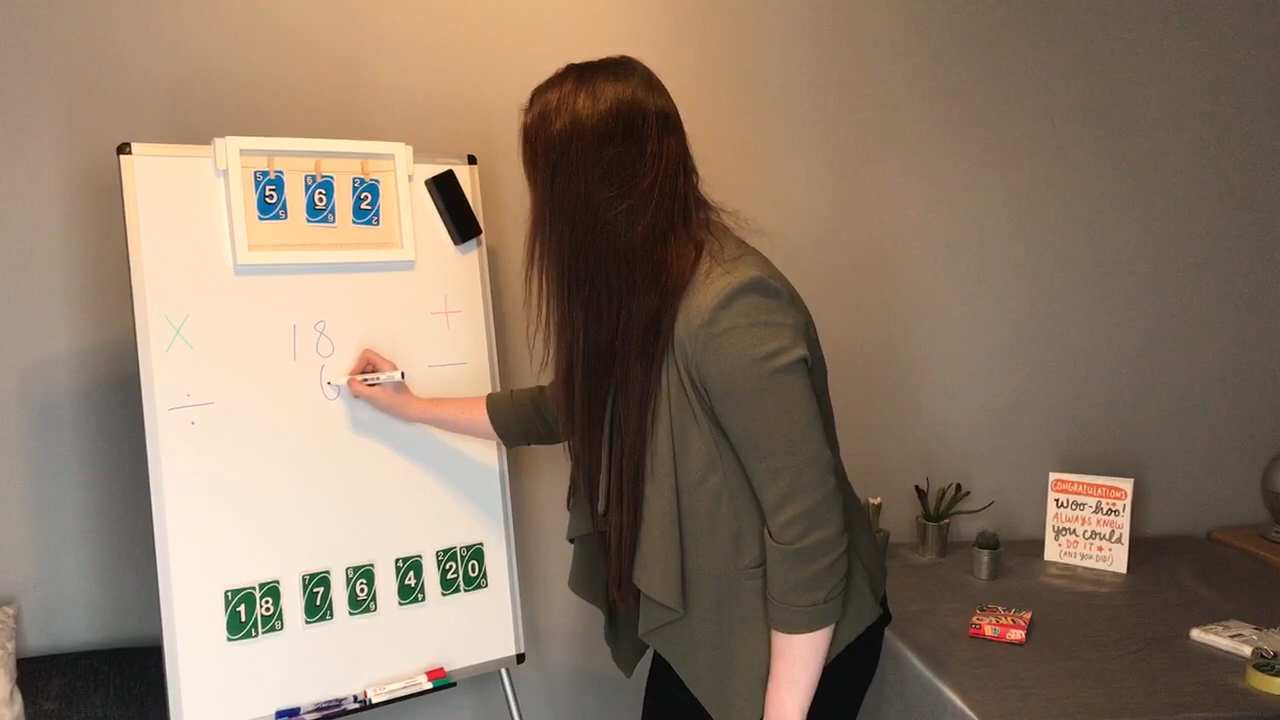 5 6 2
×
18
+
6
−
÷
18 7 6 4 20
CONGRATULATIONS
WOO-HOO!
ALWAYS KNEW
you could
DO IT
(AND YOU DID!)
UNO